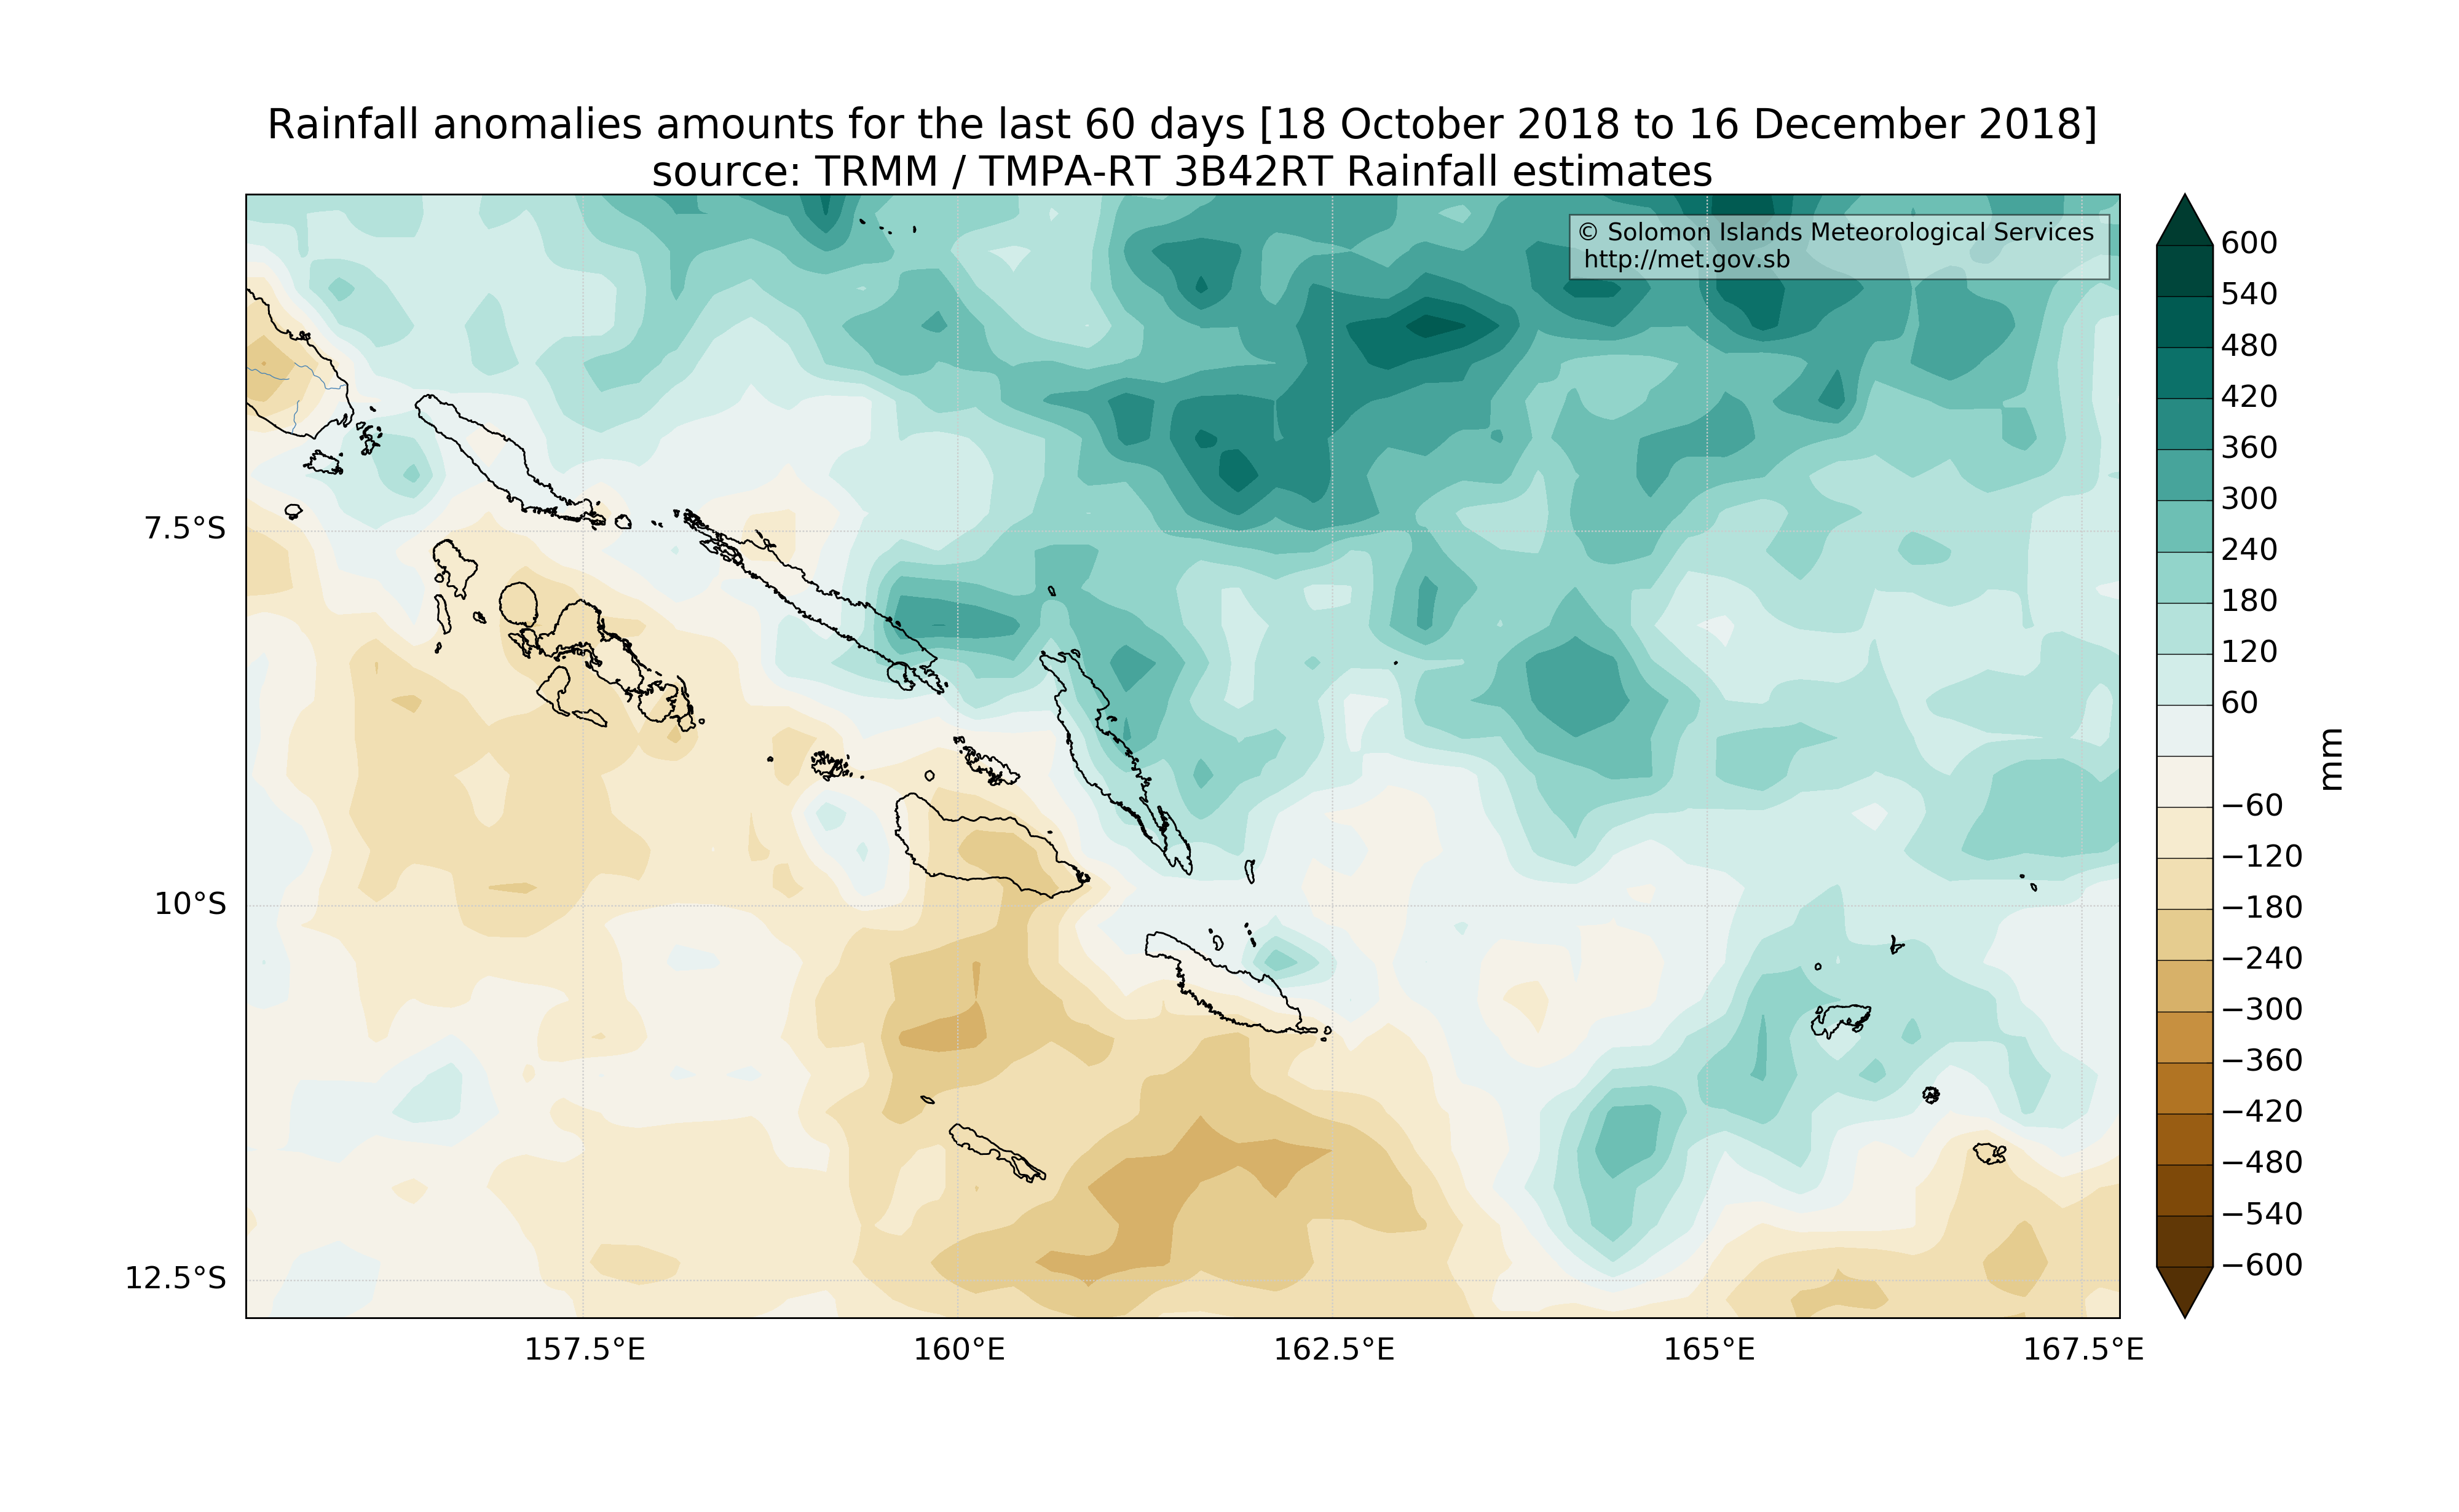 Rainfall anomalies amounts for the last 60 days [18 October 2018 to 16 December 2018]
source: TRMM / TMPA-RT 3B42RT Rainfall estimates
© Solomon Islands Meteorological Services
http://met.gov.sb
7.5°S
10°S
12.5°S
157.5°E
160°E
162.5°E
165°E
167.5°E
600
540
480
420
360
300
240
180
120
60
−60
−120
−180
−240
−300
−360
−420
−480
−540
−600
mm